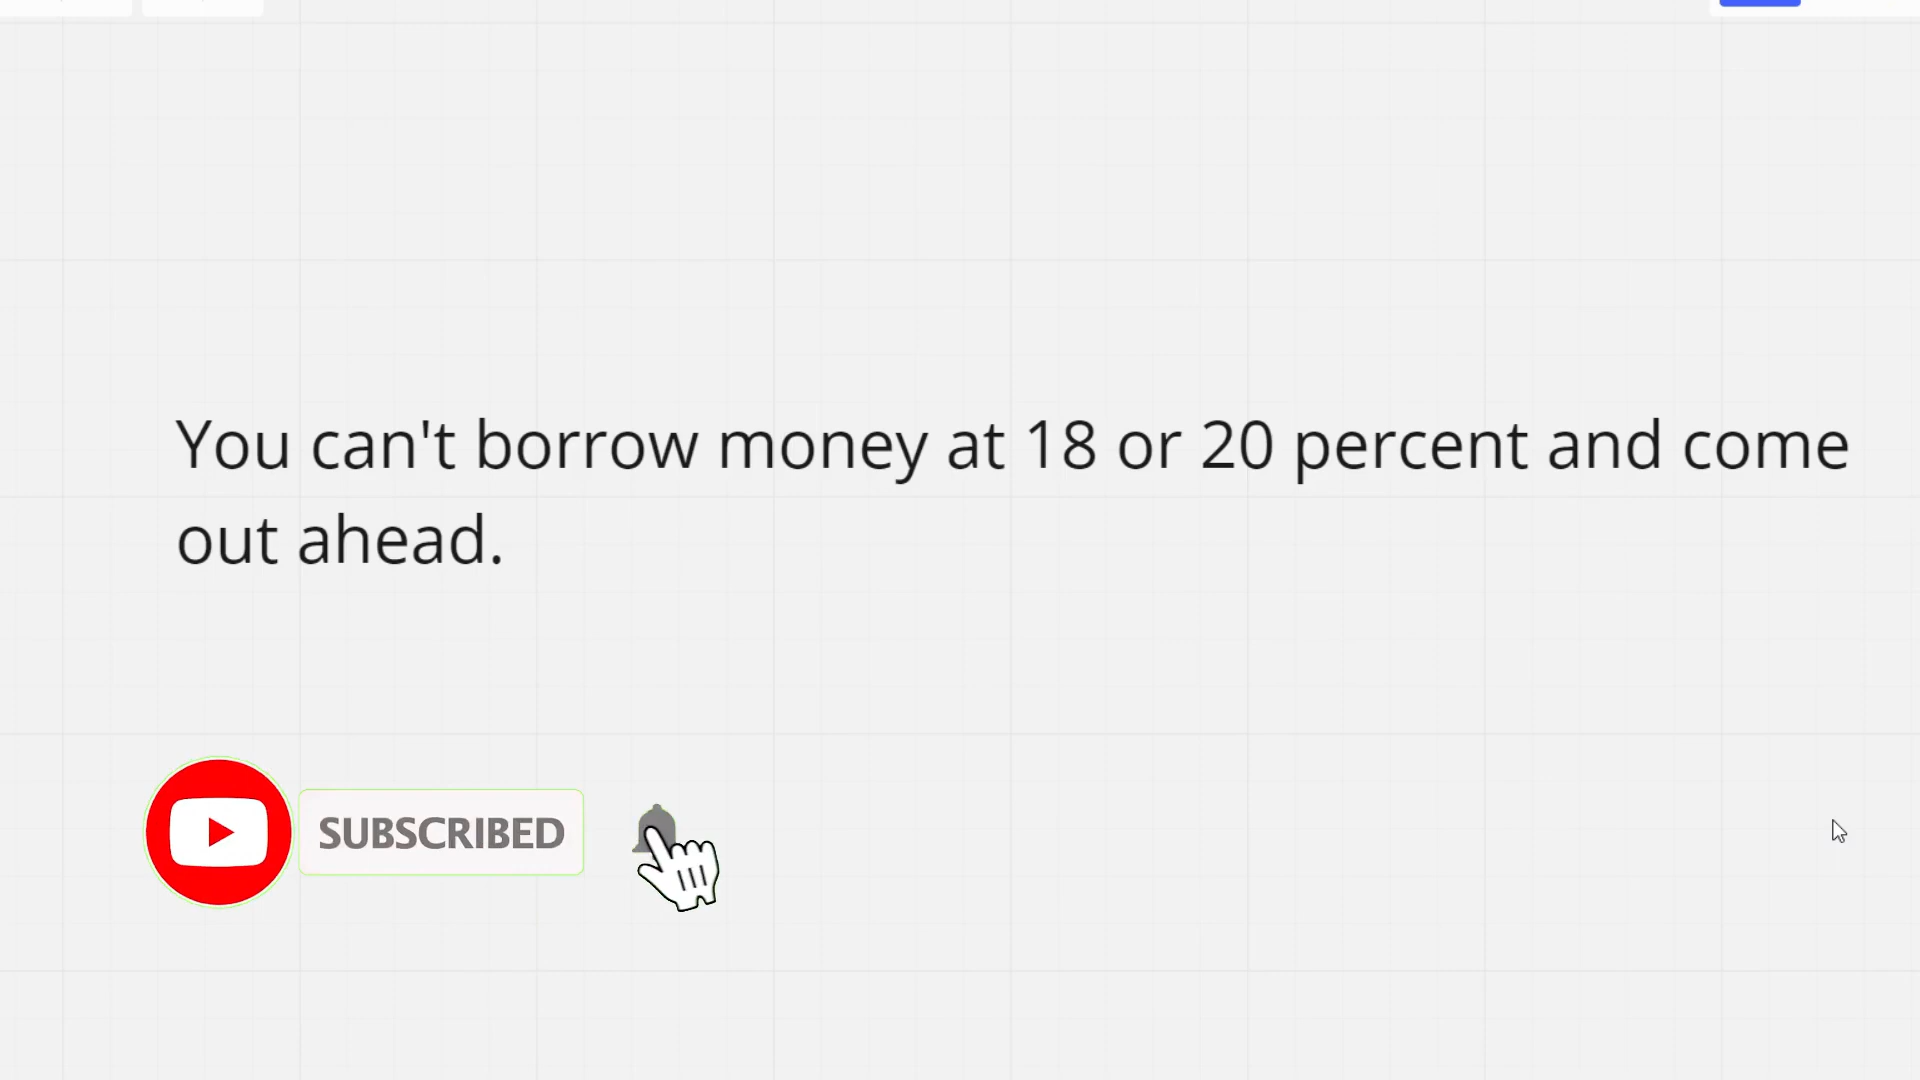 You can't borrow money at 18 or 20 percent and come
out ahead.
SUBSCRIBED